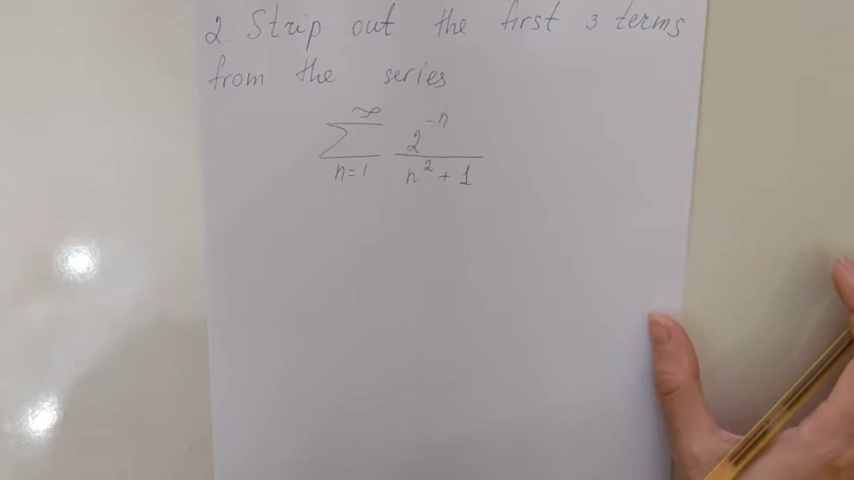 2. Strip out the first 3 terms
from the series
∞
∑ 2^{-n} / (n^2 + 1)
n=1